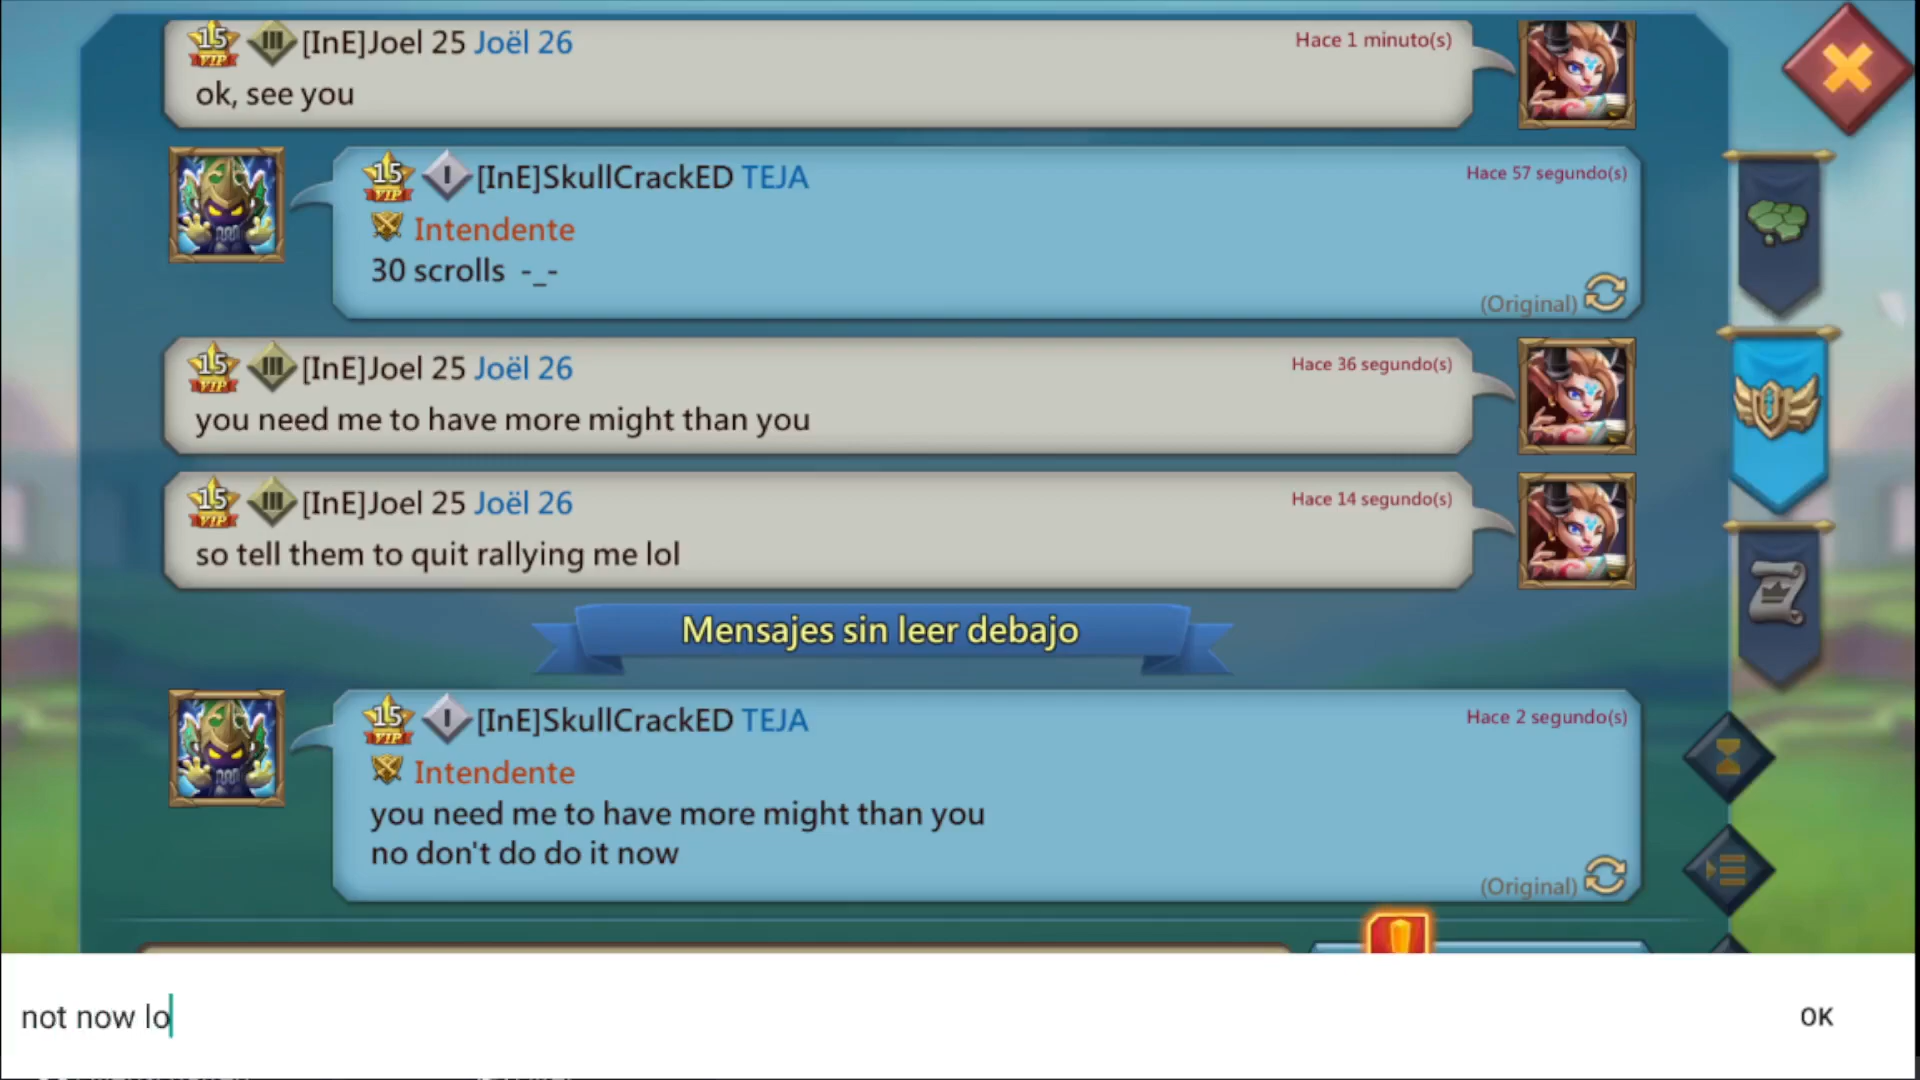 15 VIP III [InE]Joel 25 Joël 26 Hace 1 minuto(s)
ok, see you
15 VIP I [InE]SkullCrackED TEJA Hace 57 segundo(s)
Intendente
30 scrolls -_-
(Original)
15 VIP III [InE]Joel 25 Joël 26 Hace 36 segundo(s)
you need me to have more might than you
15 VIP III [InE]Joel 25 Joël 26 Hace 14 segundo(s)
so tell them to quit rallying me lol
Mensajes sin leer debajo
15 VIP I [InE]SkullCrackED TEJA Hace 2 segundo(s)
Intendente
you need me to have more might than you
no don't do do it now
(Original)
not now lo OK